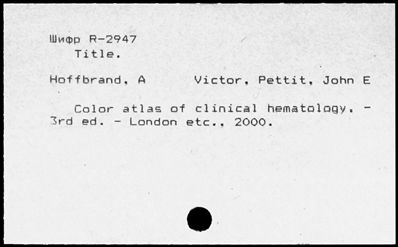 Шифр R-2947
Title.
Hoffbrand, A Victor, Pettit, John E
Color atlas of clinical hematology. -
3rd ed. - London etc., 2000.